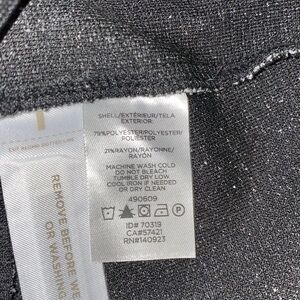 SHELL/EXTÉRIEUR/TELA
EXTERIOR:
79%POLYESTER/POLYESTER/
POLIÉSTER
21%RAYON/RAYONNE/
RAYÓN
MACHINE WASH COLD
DO NOT BLEACH
TUMBLE DRY LOW
COOL IRON IF NEEDED
OR DRY CLEAN
490609
ID# 70319
CA#57421
RN#140923
REMOVE BEFORE WE
OR WASHING